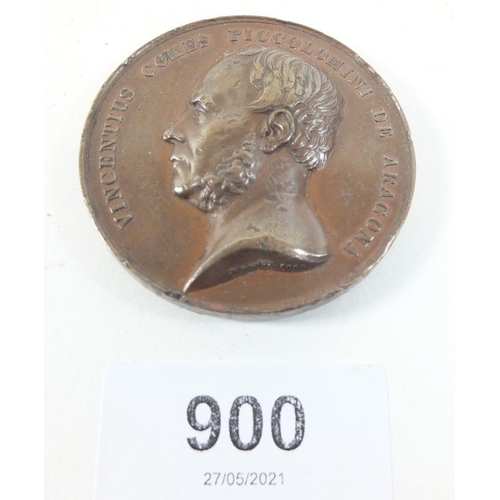 VINCENTIUS COMES PICCOLOMINI DE ARAGONA
900
27/05/2021